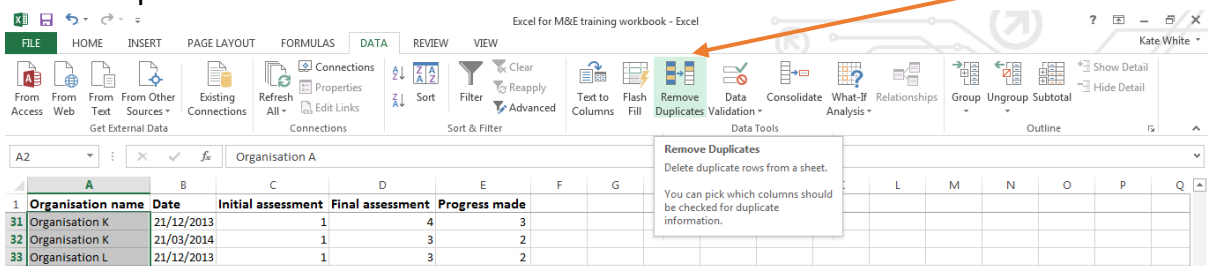 Excel for M&E training workbook - Excel
?
FILE HOME INSERT PAGE LAYOUT FORMULAS DATA REVIEW VIEW
Kate White
From Access
From Web
From Text
From Other Sources
Existing Connections
Get External Data
Refresh All
Connections
Properties
Edit Links
Connections
Sort
Filter
Clear
Reapply
Advanced
Sort & Filter
Text to Columns
Flash Fill
Remove Duplicates
Data Validation
Consolidate
What-If Analysis
Relationships
Data Tools
Group
Ungroup
Subtotal
Show Detail
Hide Detail
Outline
A2
fx
Organisation A
Remove Duplicates
Delete duplicate rows from a sheet.
You can pick which columns should
be checked for duplicate
information.
A B C D E F G L M N O P Q
1 Organisation name Date Initial assessment Final assessment Progress made
31 Organisation K 21/12/2013 1 4 3
32 Organisation K 21/03/2014 1 3 2
33 Organisation L 21/12/2013 1 3 2